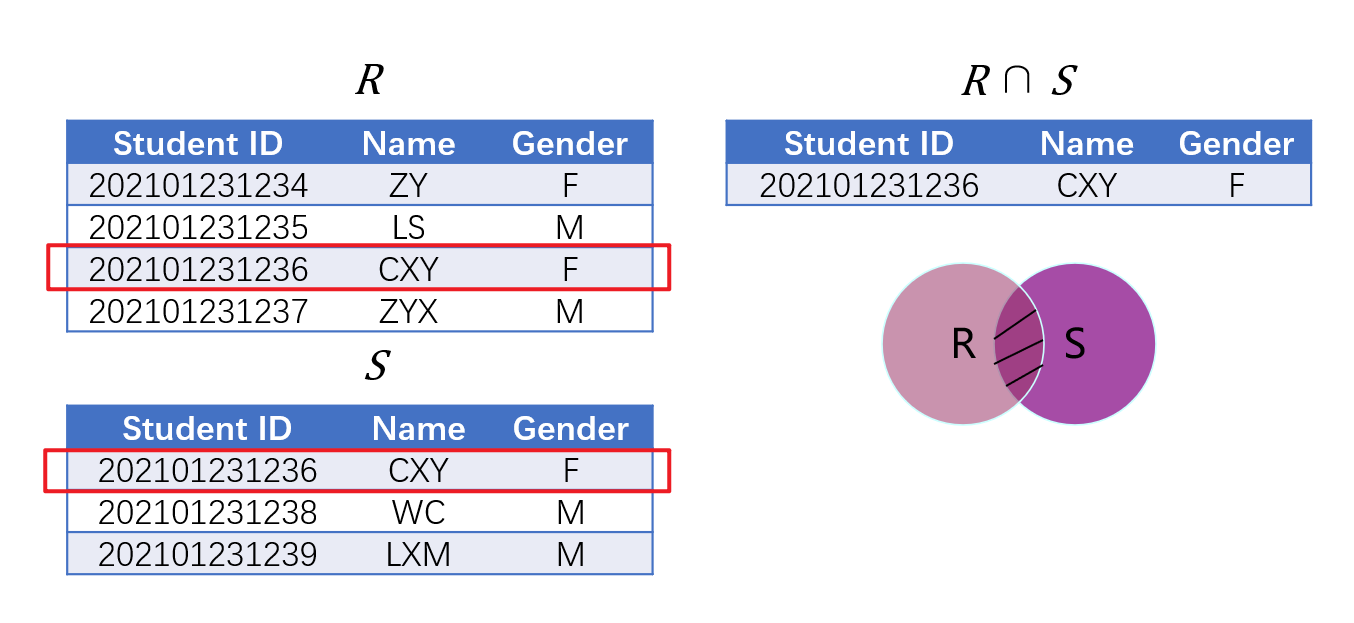 R
Student ID Name Gender
202101231234 ZY F
202101231235 LS M
202101231236 CXY F
202101231237 ZYX M
S
Student ID Name Gender
202101231236 CXY F
202101231238 WC M
202101231239 LXM M
R ∩ S
Student ID Name Gender
202101231236 CXY F
R S